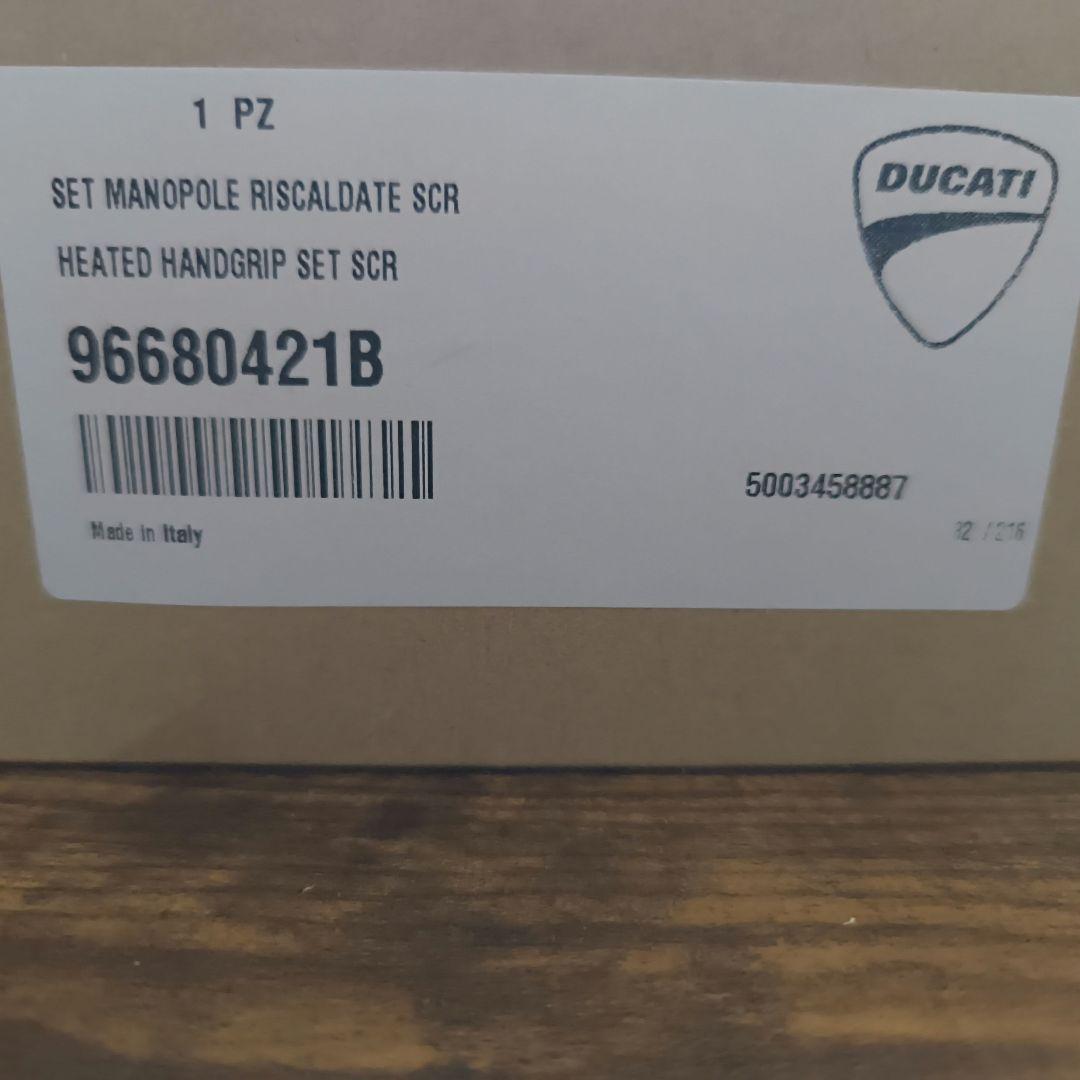 1 PZ
DUCATI
SET MANOPOLE RISCALDATE SCR
HEATED HANDGRIP SET SCR
96680421B
5003458887
Made in Italy